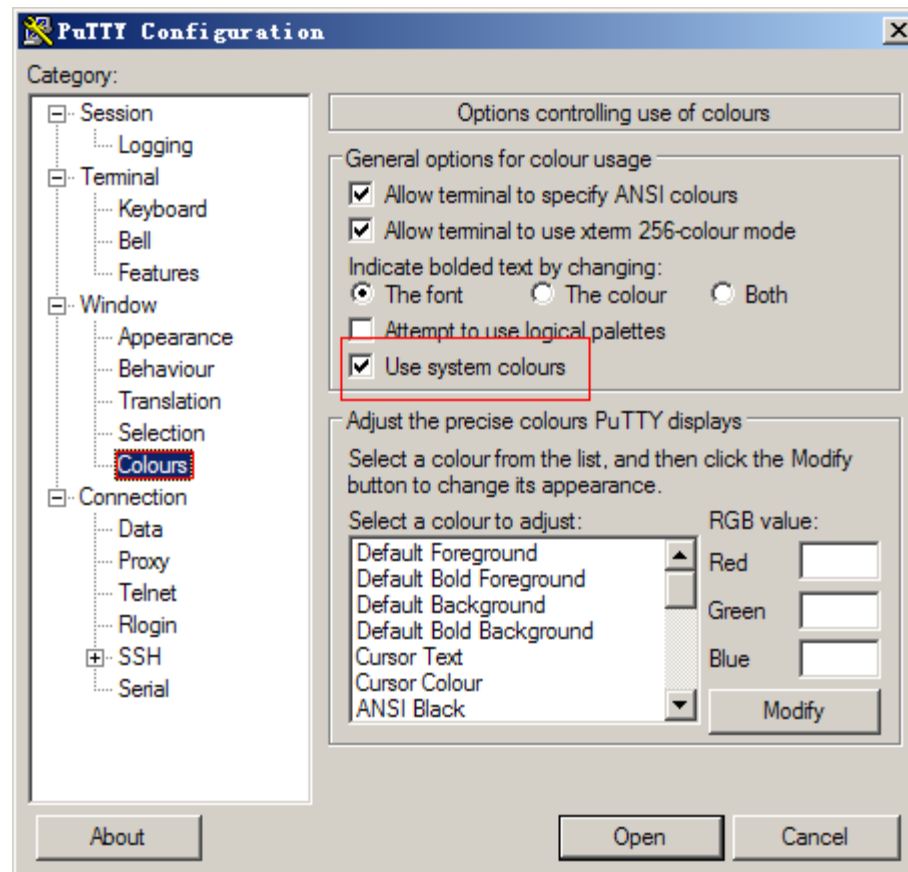 PuTTY Configuration
Category:
Session
Logging
Terminal
Keyboard
Bell
Features
Window
Appearance
Behaviour
Translation
Selection
Colours
Connection
Data
Proxy
Telnet
Rlogin
SSH
Serial
Options controlling use of colours
General options for colour usage
Allow terminal to specify ANSI colours
Allow terminal to use xterm 256-colour mode
Indicate bolded text by changing:
The font The colour Both
Attempt to use logical palettes
Use system colours
Adjust the precise colours PuTTY displays
Select a colour from the list, and then click the Modify
button to change its appearance.
Select a colour to adjust:
Default Foreground
Default Bold Foreground
Default Background
Default Bold Background
Cursor Text
Cursor Colour
ANSI Black
RGB value:
Red
Green
Blue
Modify
About Open Cancel